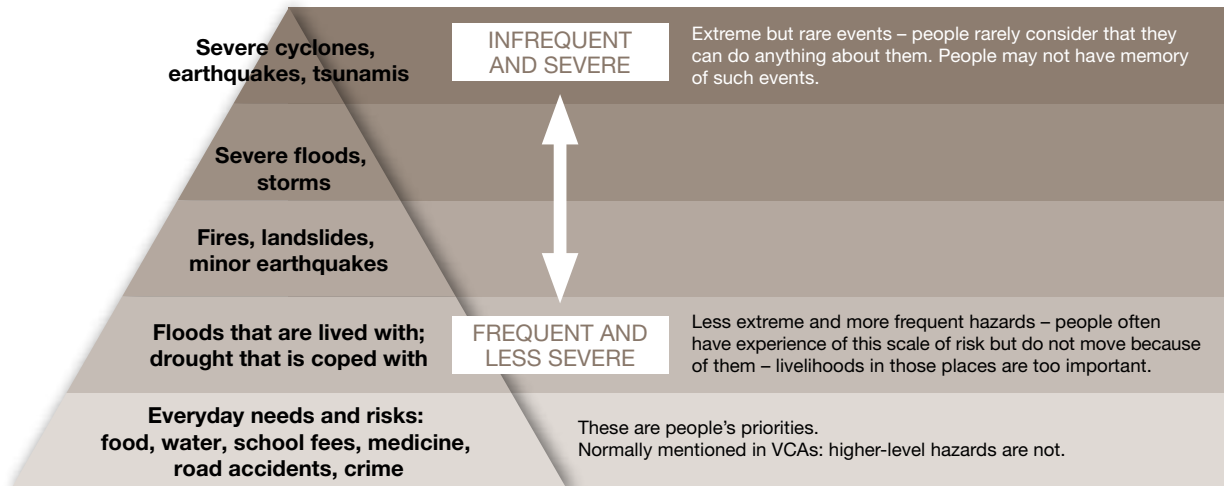 Severe cyclones,
earthquakes, tsunamis
INFREQUENT
AND SEVERE
Extreme but rare events – people rarely consider that they
can do anything about them. People may not have memory
of such events.
Severe floods,
storms
Fires, landslides,
minor earthquakes
Floods that are lived with;
drought that is coped with
FREQUENT AND
LESS SEVERE
Less extreme and more frequent hazards – people often
have experience of this scale of risk but do not move because
of them – livelihoods in those places are too important.
Everyday needs and risks:
food, water, school fees, medicine,
road accidents, crime
These are people’s priorities.
Normally mentioned in VCAs: higher-level hazards are not.